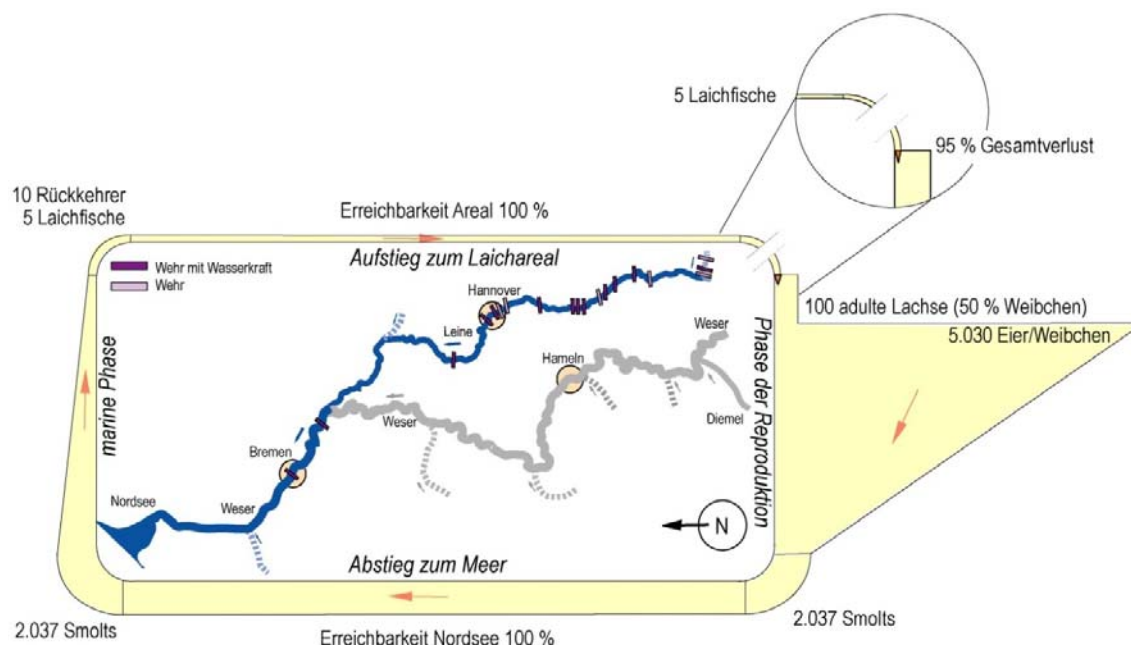 5 Laichfische
95 % Gesamtverlust
10 Rückkehrer
5 Laichfische
Erreichbarkeit Areal 100 %
Aufstieg zum Laichareal
Wehr mit Wasserkraft
Wehr
Hannover
Leine
100 adulte Lachse (50 % Weibchen)
5.030 Eier/Weibchen
Weser
Hameln
marine Phase
Phase der Reproduktion
Diemel
Weser
Bremen
Nordsee
Weser
N
Abstieg zum Meer
2.037 Smolts
2.037 Smolts
Erreichbarkeit Nordsee 100 %